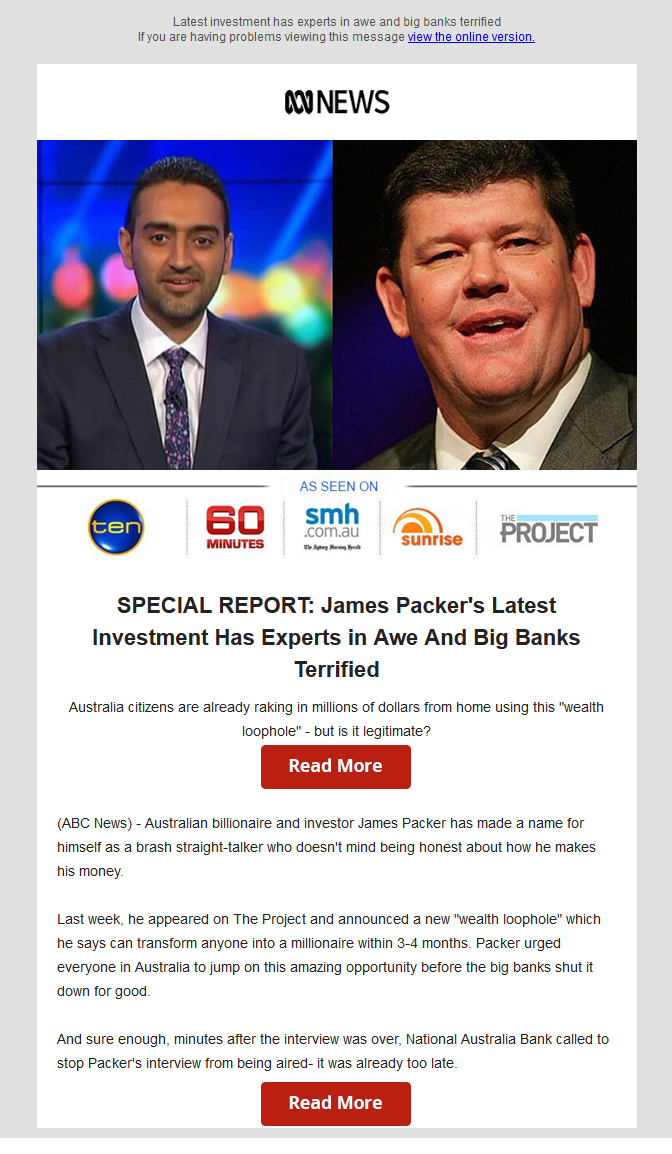 Latest investment has experts in awe and big banks terrified
If you are having problems viewing this message view the online version.
NEWS
AS SEEN ON
ten
60
MINUTES
smh
.com.au
The Sydney Morning Herald
sunrise
THE
PROJECT
SPECIAL REPORT: James Packer's Latest
Investment Has Experts in Awe And Big Banks
Terrified
Australia citizens are already raking in millions of dollars from home using this "wealth
loophole" - but is it legitimate?
Read More
(ABC News) - Australian billionaire and investor James Packer has made a name for
himself as a brash straight-talker who doesn't mind being honest about how he makes
his money.
Last week, he appeared on The Project and announced a new "wealth loophole" which
he says can transform anyone into a millionaire within 3-4 months. Packer urged
everyone in Australia to jump on this amazing opportunity before the big banks shut it
down for good.
And sure enough, minutes after the interview was over, National Australia Bank called to
stop Packer's interview from being aired- it was already too late.
Read More